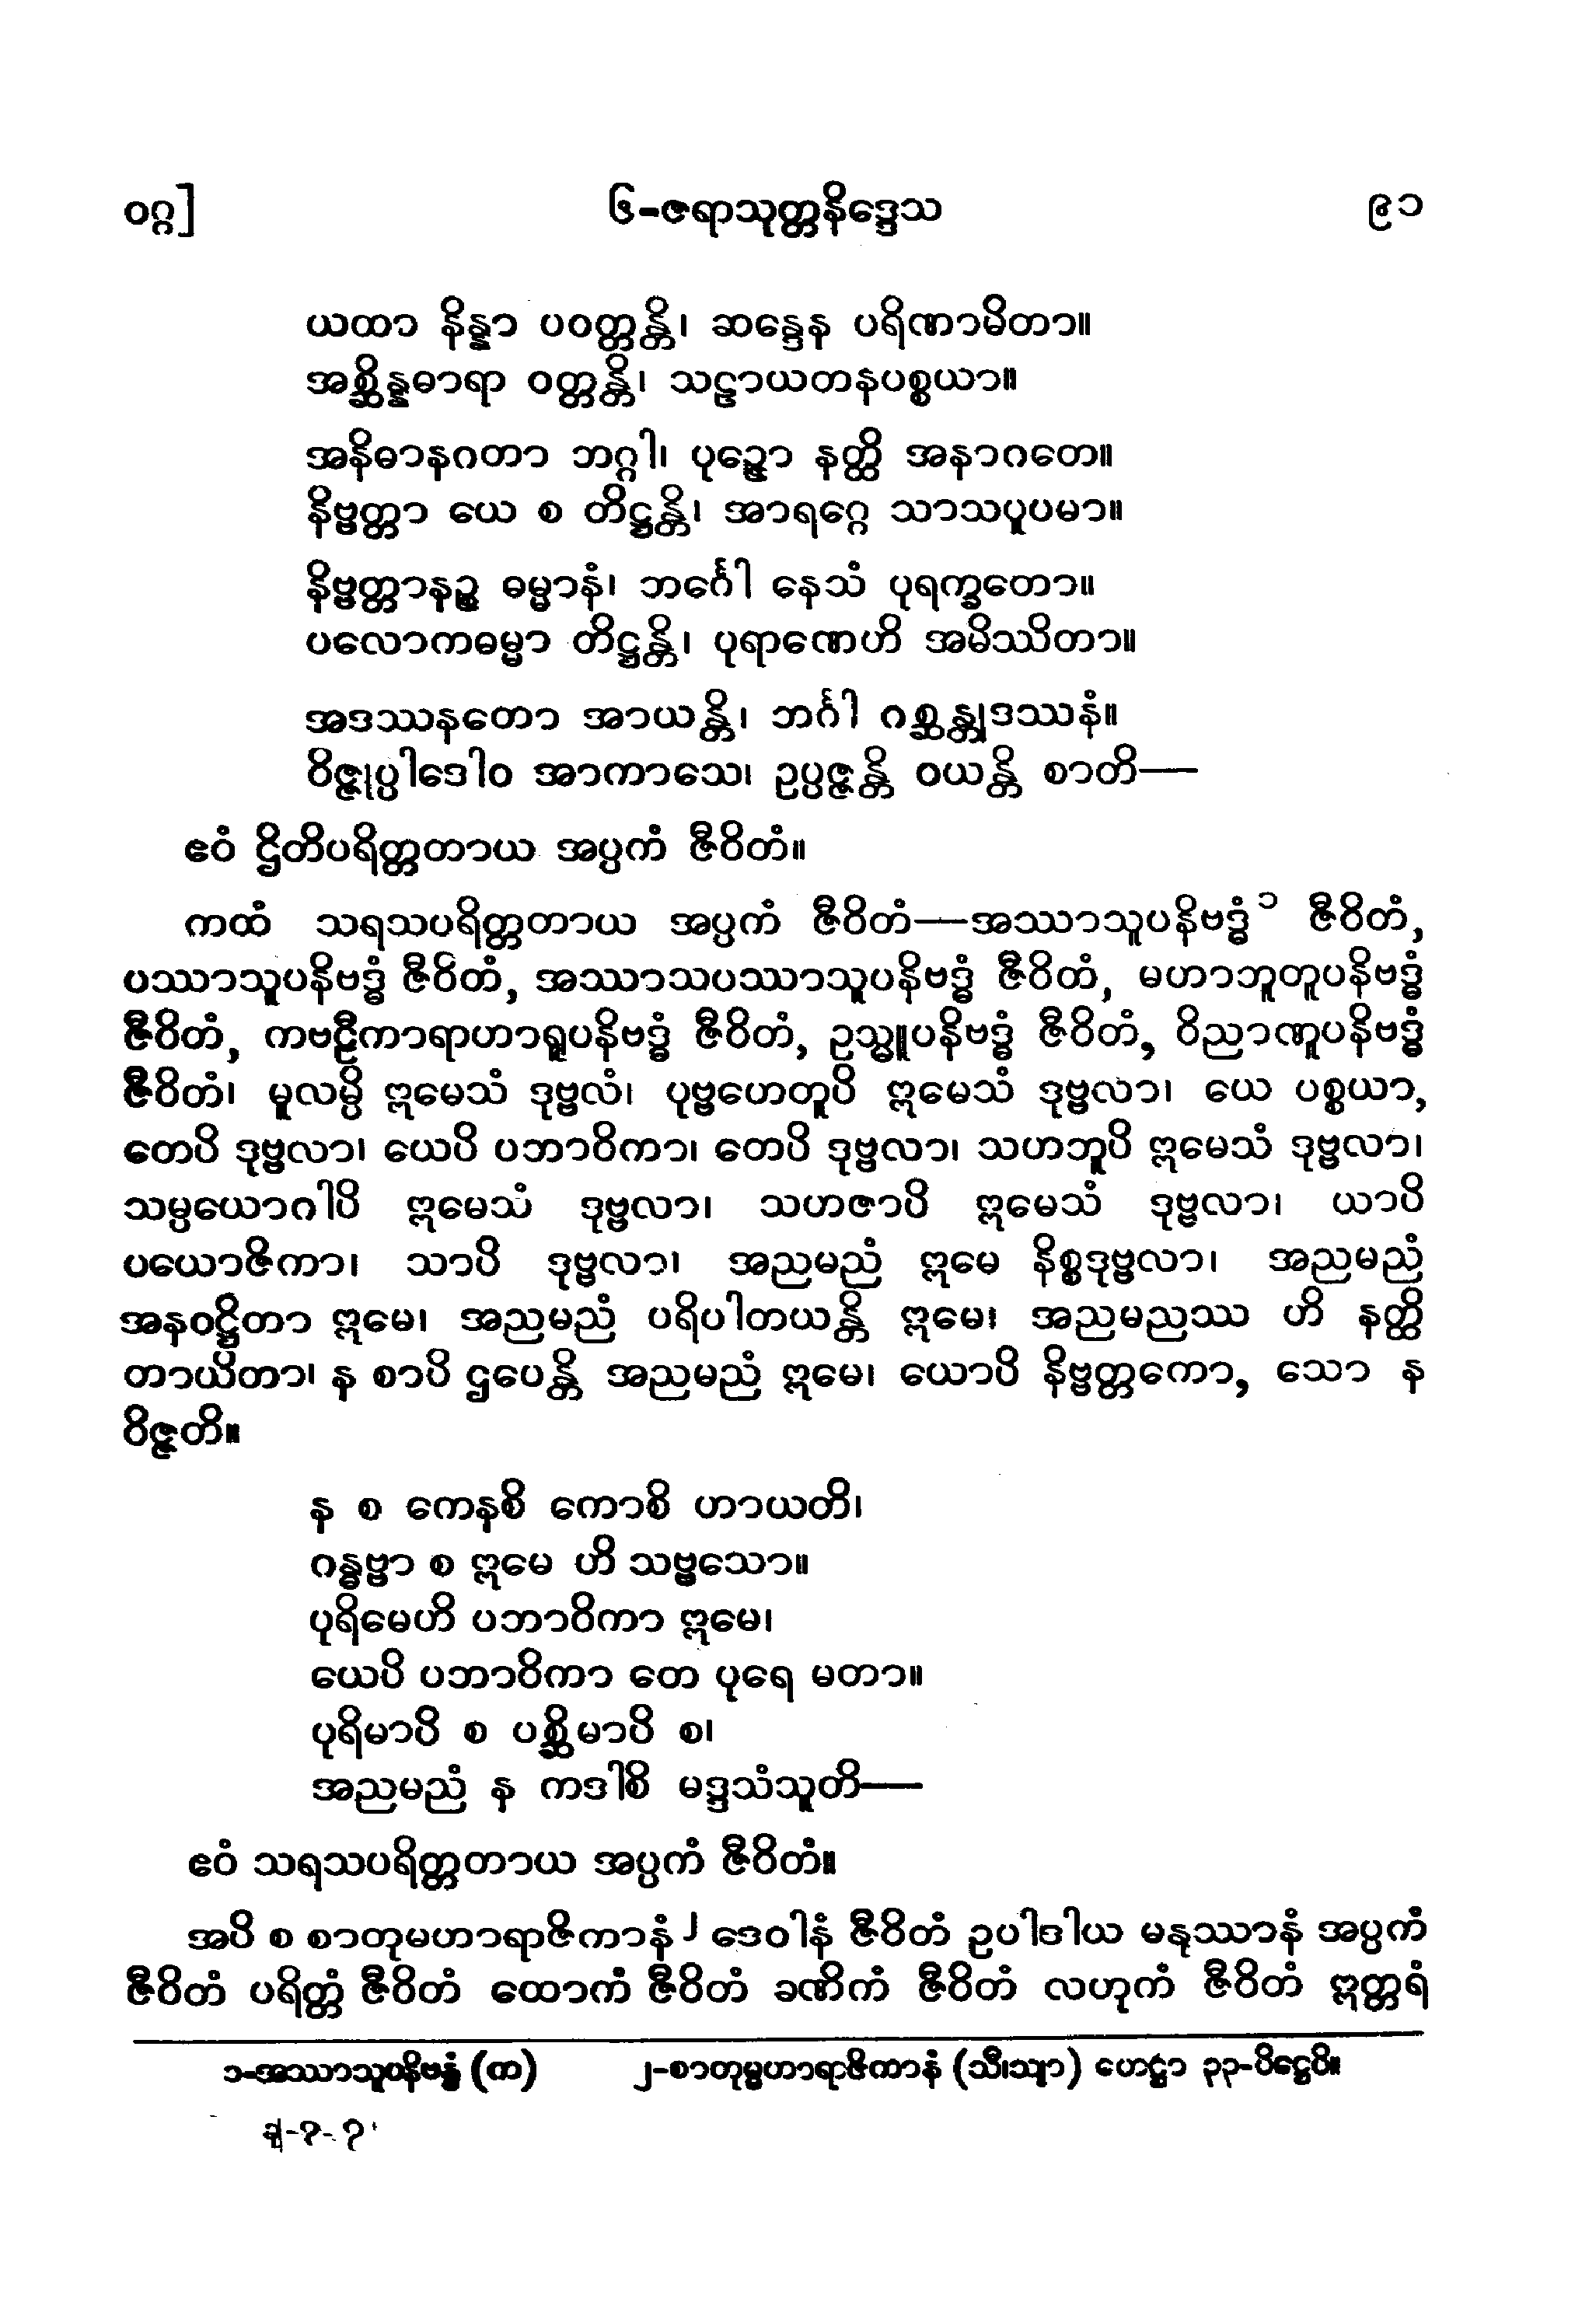 ဝဂ္ဂ]	၆-ဇရာသုတ္တနိဒ္ဒေသ	၉၁
ယထာ နိန္နာ ပဝတ္တန္တိ၊ ဆန္ဒေန ပရိဏာမိတာ။
အစ္ဆိန္နဓာရာ ဝတ္တန္တိ၊ သဠာယတနပစ္စယာ။
အနိဓာနဂတာ ဘဂ္ဂါ၊ ပုဉ္ဇော နတ္ထိ အနာဂတေ။
နိဗ္ဗတ္တာ ယေ စ တိဋ္ဌန္တိ၊ အာရဂ္ဂေ သာသပူပမာ။
နိဗ္ဗတ္တာနဉ္စ ဓမ္မာနံ၊ ဘင်္ဂေါ နေသံ ပုရက္ခတော။
ပလောကဓမ္မာ တိဋ္ဌန္တိ၊ ပုရာဏေဟိ အမိဿိတာ။
အဒဿနတော အာယန္တိ၊ ဘင်္ဂါ ဂစ္ဆန္တုဒဿနံ။
ဝိဇ္ဇုပ္ပါဒေါဝ အာကာသေ၊ ဥပ္ပဇ္ဇန္တိ ဝယန္တိ စာတိ—
ဧဝံ ဌိတိပရိတ္တတာယ အပ္ပကံ ဇီဝိတံ။
ကထံ သရသပရိတ္တတာယ အပ္ပကံ ဇီဝိတံ—အဿာသူပနိဗဒ္ဓံ၁ ဇီဝိတံ,
ပဿာသူပနိဗဒ္ဓံ ဇီဝိတံ, အဿာသပဿာသူပနိဗဒ္ဓံ ဇီဝိတံ, မဟာဘူတူပနိဗဒ္ဓံ
ဇီဝိတံ, ကဗဠီကာရာဟာရူပနိဗဒ္ဓံ ဇီဝိတံ, ဥသ္မူပနိဗဒ္ဓံ ဇီဝိတံ, ဝိညာဏူပနိဗဒ္ဓံ
ဇီဝိတံ၊ မူလမ္ပိ ဣမေသံ ဒုဗ္ဗလံ၊ ပုဗ္ဗဟေတူပိ ဣမေသံ ဒုဗ္ဗလာ၊ ယေ ပစ္စယာ,
တေပိ ဒုဗ္ဗလာ၊ ယေပိ ပဘာဝိကာ၊ တေပိ ဒုဗ္ဗလာ၊ သဟဘူပိ ဣမေသံ ဒုဗ္ဗလာ၊
သမ္ပယောဂါပိ ဣမေသံ ဒုဗ္ဗလာ၊ သဟဇာပိ ဣမေသံ ဒုဗ္ဗလာ၊ ယာပိ
ပယောဇိကာ၊ သာပိ ဒုဗ္ဗလာ၊ အညမညံ ဣမေ နိစ္စဒုဗ္ဗလာ၊ အညမညံ
အနဝဋ္ဌိတာ ဣမေ၊ အညမညံ ပရိပါတယန္တိ ဣမေ၊ အညမညဿ ဟိ နတ္ထိ
တာယိတာ၊ န စာပိ ဌပေန္တိ အညမညံ ဣမေ၊ ယောပိ နိဗ္ဗတ္တကော, သော န
ဝိဇ္ဇတိ။
န စ ကေနစိ ကောစိ ဟာယတိ၊
ဂန္ဓဗ္ဗာ စ ဣမေ ဟိ သဗ္ဗသော။
ပုရိမေဟိ ပဘာဝိကာ ဣမေ၊
ယေပိ ပဘာဝိကာ တေ ပုရေ မတာ။
ပုရိမာပိ စ ပစ္ဆိမာပိ စ၊
အညမညံ န ကဒါစိ မဒ္ဒသံသူတိ—
ဧဝံ သရသပရိတ္တတာယ အပ္ပကံ ဇီဝိတံ။
အပိ စ စာတုမဟာရာဇိကာနံ၂ ဒေဝါနံ ဇီဝိတံ ဥပါဒါယ မနုဿာနံ အပ္ပကံ
ဇီဝိတံ ပရိတ္တံ ဇီဝိတံ ထောကံ ဇီဝိတံ ခဏိကံ ဇီဝိတံ လဟုကံ ဇီဝိတံ ဣတ္တရံ
၁-အဿာသူပနိဗန္ဓံ (က)	၂-စာတုမ္မဟာရာဇိကာနံ (သီ၊သျာ) ဟေဋ္ဌာ ၃၃-ပိဋ္ဌေပိ။